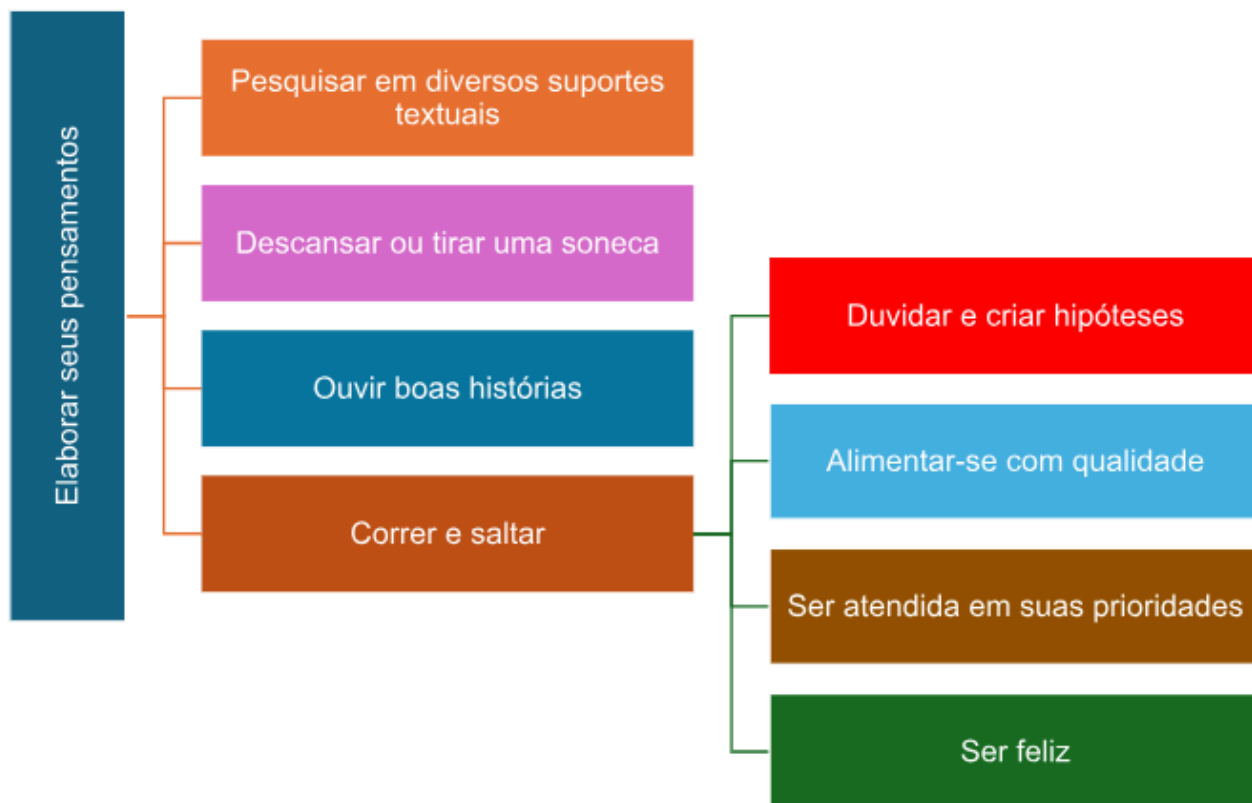 Elaborar seus pensamentos
Pesquisar em diversos suportes
textuais
Descansar ou tirar uma soneca
Ouvir boas histórias
Correr e saltar
Duvidar e criar hipóteses
Alimentar-se com qualidade
Ser atendida em suas prioridades
Ser feliz